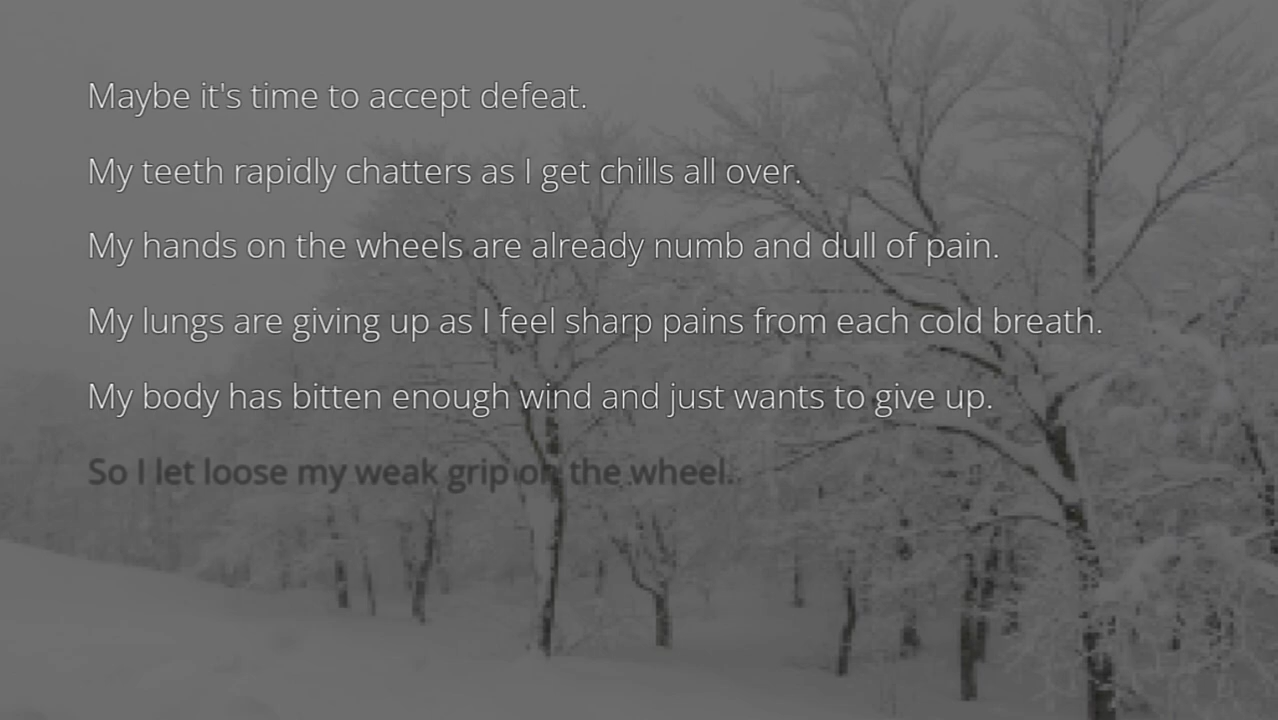 Maybe it's time to accept defeat.
My teeth rapidly chatters as I get chills all over.
My hands on the wheels are already numb and dull of pain.
My lungs are giving up as I feel sharp pains from each cold breath.
My body has bitten enough wind and just wants to give up.
So I let loose my weak grip on the wheel.